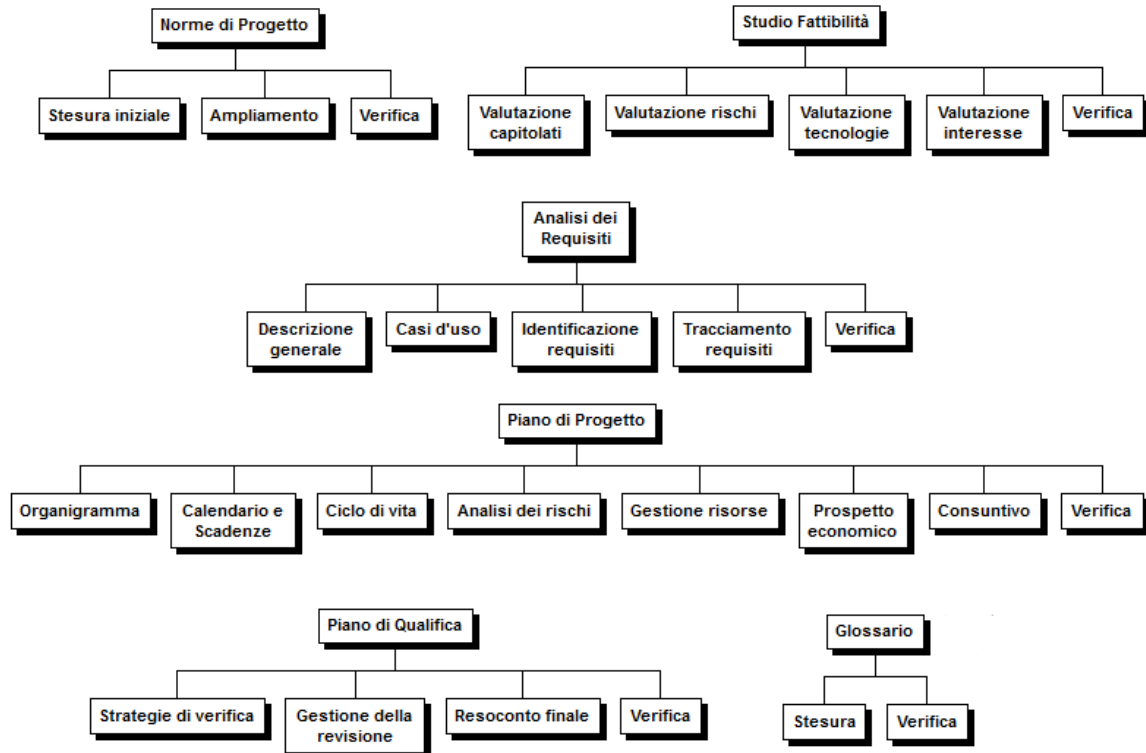 Norme di Progetto
Stesura iniziale
Ampliamento
Verifica
Studio Fattibilità
Valutazione
capitolati
Valutazione rischi
Valutazione
tecnologie
Valutazione
interesse
Verifica
Analisi dei
Requisiti
Descrizione
generale
Casi d'uso
Identificazione
requisiti
Tracciamento
requisiti
Verifica
Piano di Progetto
Organigramma
Calendario e
Scadenze
Ciclo di vita
Analisi dei rischi
Gestione risorse
Prospetto
economico
Consuntivo
Verifica
Piano di Qualifica
Strategie di verifica
Gestione della
revisione
Resoconto finale
Verifica
Glossario
Stesura
Verifica